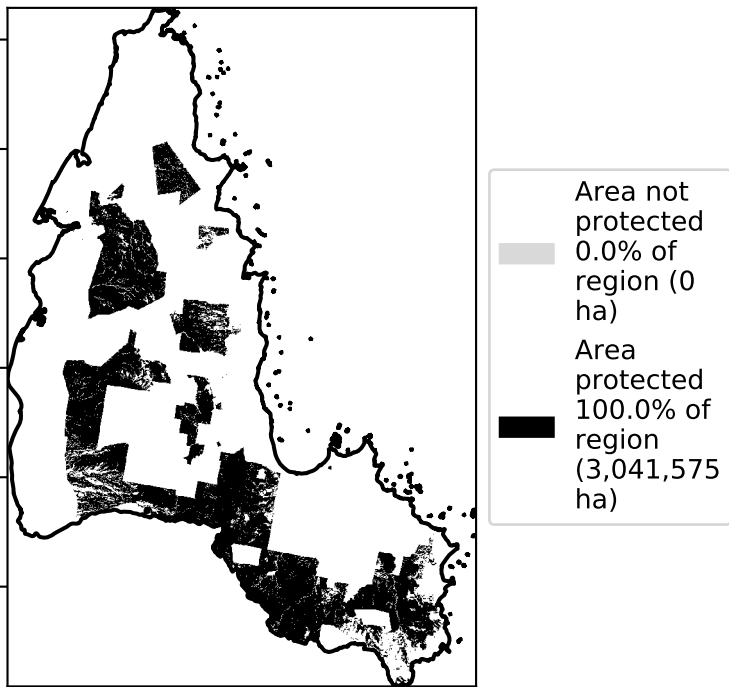 Area not
protected
0.0% of
region (0
ha)
Area
protected
100.0% of
region
(3,041,575
ha)